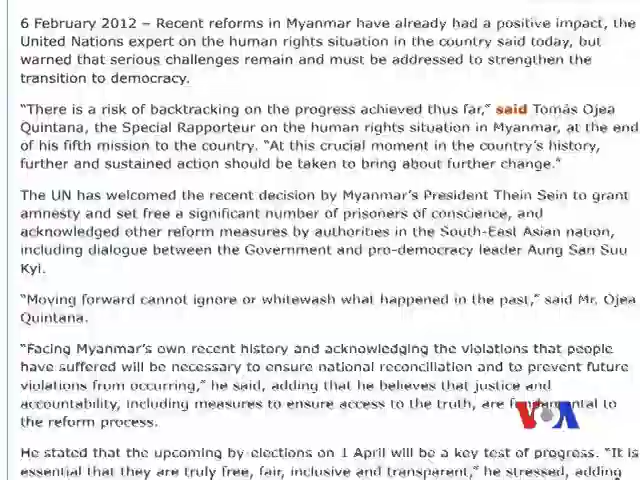 6 February 2012 – Recent reforms in Myanmar have already had a positive impact, the
United Nations expert on the human rights situation in the country said today, but
warned that serious challenges remain and must be addressed to strengthen the
transition to democracy.
“There is a risk of backtracking on the progress achieved thus far,” said Tomás Ojea
Quintana, the Special Rapporteur on the human rights situation in Myanmar, at the end
of his fifth mission to the country. “At this crucial moment in the country’s history,
further and sustained action should be taken to bring about further change.”
The UN has welcomed the recent decision by Myanmar’s President Thein Sein to grant
amnesty and set free a significant number of prisoners of conscience, and
acknowledged other reform measures by authorities in the South-East Asian nation,
including dialogue between the Government and pro-democracy leader Aung San Suu
Kyi.
“Moving forward cannot ignore or whitewash what happened in the past,” said Mr. Ojea
Quintana.
“Facing Myanmar’s own recent history and acknowledging the violations that people
have suffered will be necessary to ensure national reconciliation and to prevent future
violations from occurring,” he said, adding that he believes that justice and
accountability, including measures to ensure access to the truth, are fundamental to
the reform process.
VOA
He stated that the upcoming by-elections on 1 April will be a key test of progress. “It is
essential that they are truly free, fair, inclusive and transparent,” he stressed, adding